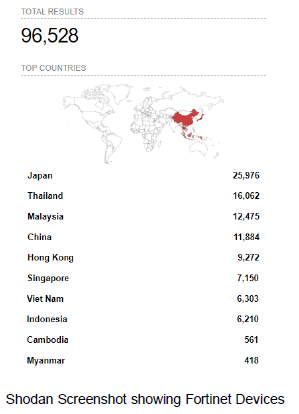 TOTAL RESULTS
96,528
TOP COUNTRIES
Japan 25,976
Thailand 16,062
Malaysia 12,475
China 11,884
Hong Kong 9,272
Singapore 7,150
Viet Nam 6,303
Indonesia 6,210
Cambodia 561
Myanmar 418
Shodan Screenshot showing Fortinet Devices